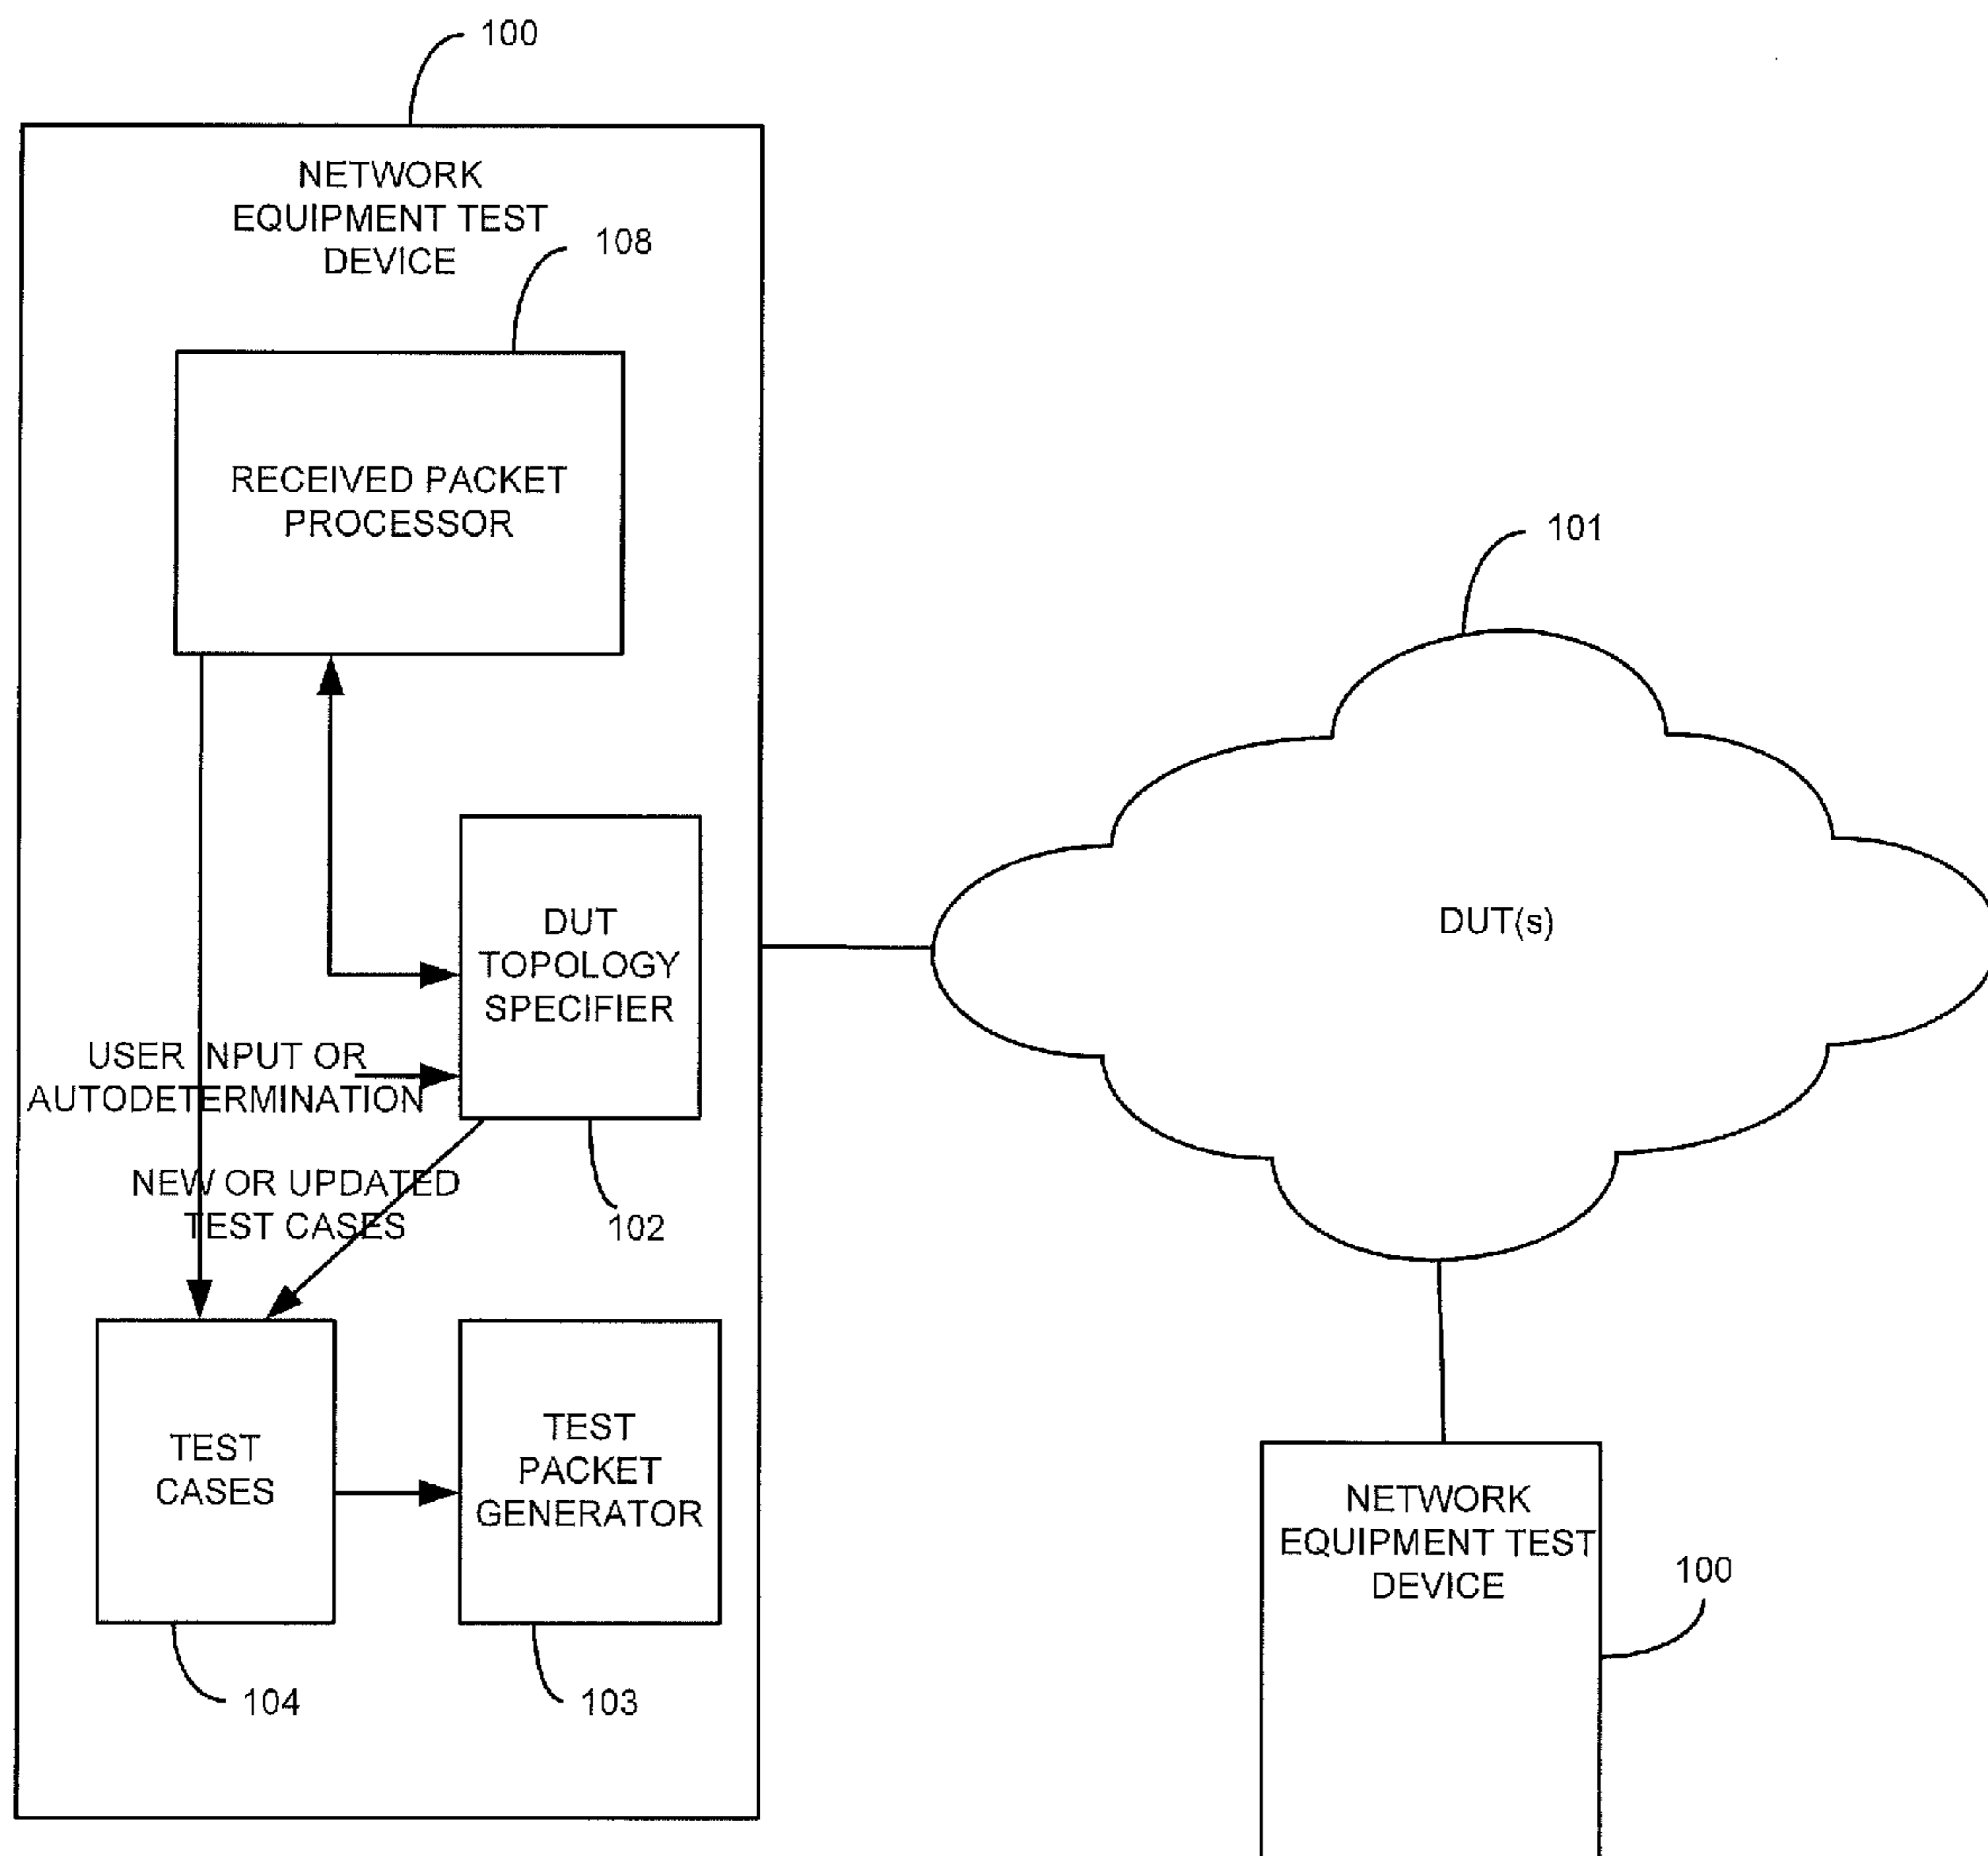 100
NETWORK
EQUIPMENT TEST
DEVICE
108
RECEIVED PACKET
PROCESSOR
101
DUT
TOPOLOGY
SPECIFIER
DUT(s)
USER INPUT OR
AUTODETERMINATION
NEW OR UPDATED
TEST CASES
102
TEST
CASES
TEST
PACKET
GENERATOR
NETWORK
EQUIPMENT TEST
DEVICE
100
104
103